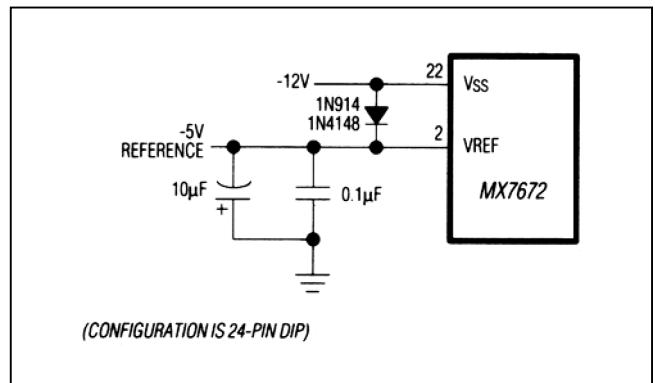 -12V
22
VSS
1N914
1N4148
-5V
REFERENCE
2
VREF
10µF
+
0.1µF
MX7672
(CONFIGURATION IS 24-PIN DIP)